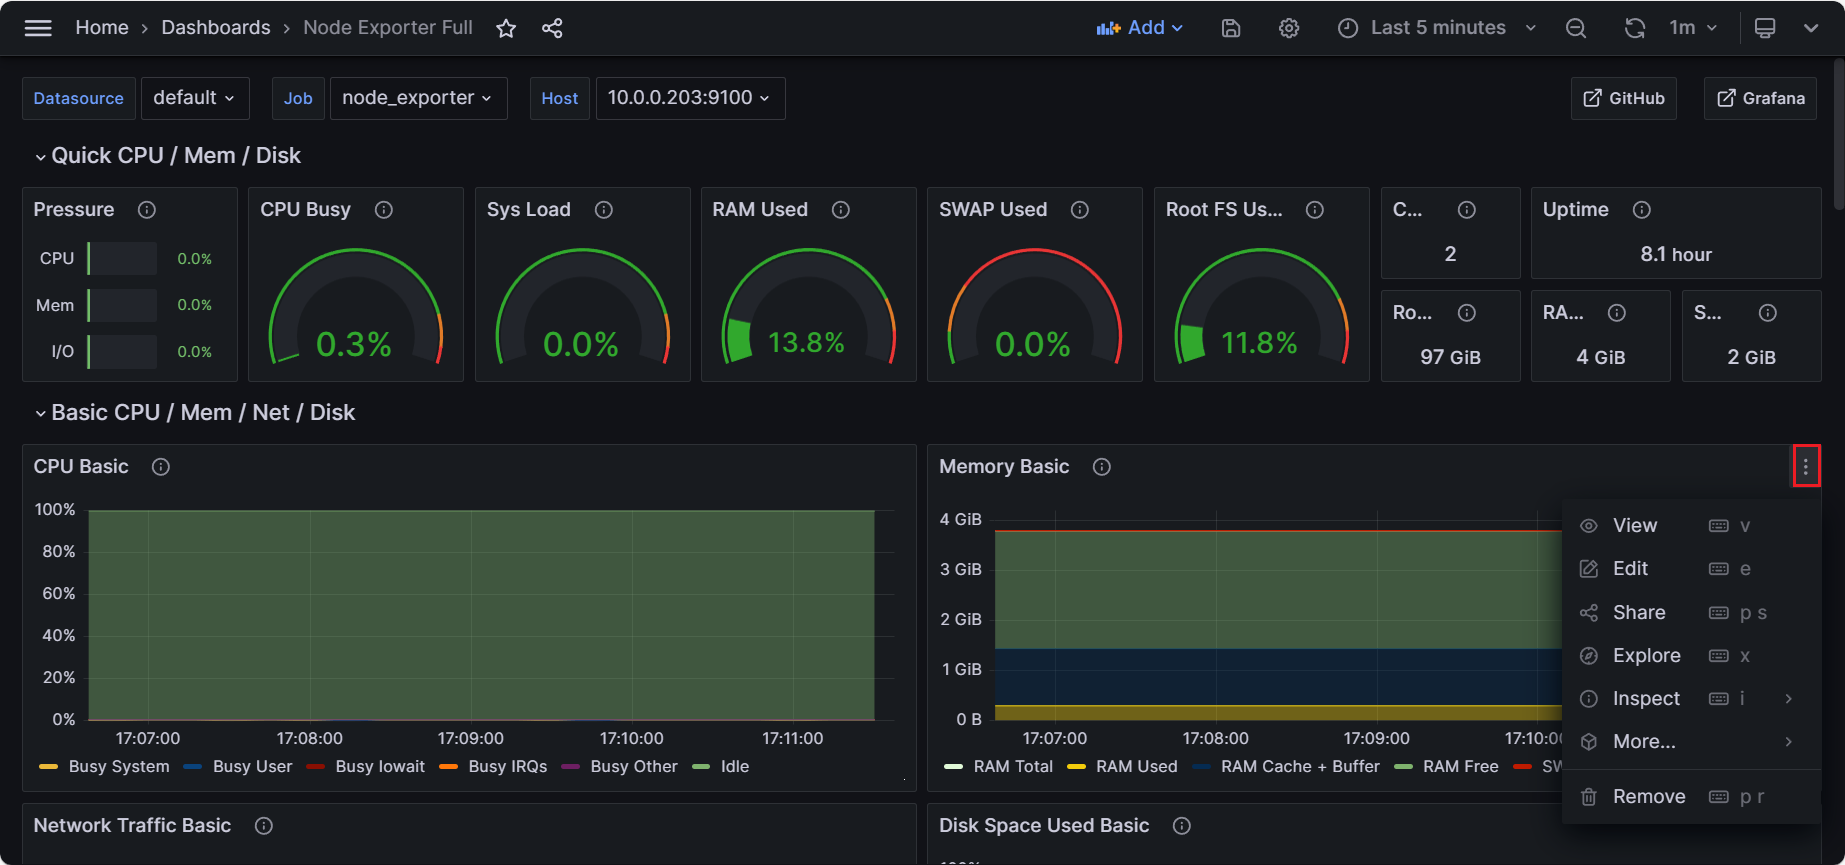 Home › Dashboards › Node Exporter Full
Add
Last 5 minutes
1m
Datasource default
Job node_exporter
Host 10.0.0.203:9100
GitHub
Grafana
Quick CPU / Mem / Disk
Pressure
CPU 0.0%
Mem 0.0%
I/O 0.0%
CPU Busy
0.3%
Sys Load
0.0%
RAM Used
13.8%
SWAP Used
0.0%
Root FS Us...
11.8%
C...
2
Uptime
8.1 hour
Ro...
97 GiB
RA...
4 GiB
S...
2 GiB
Basic CPU / Mem / Net / Disk
CPU Basic
100%
80%
60%
40%
20%
0%
17:07:00 17:08:00 17:09:00 17:10:00 17:11:00
Busy System Busy User Busy Iowait Busy IRQs Busy Other Idle
Memory Basic
4 GiB
3 GiB
2 GiB
1 GiB
0 B
17:07:00 17:08:00 17:09:00 17:10:00
RAM Total RAM Used RAM Cache + Buffer RAM Free SW
View v
Edit e
Share p s
Explore x
Inspect i
More...
Remove p r
Network Traffic Basic
Disk Space Used Basic